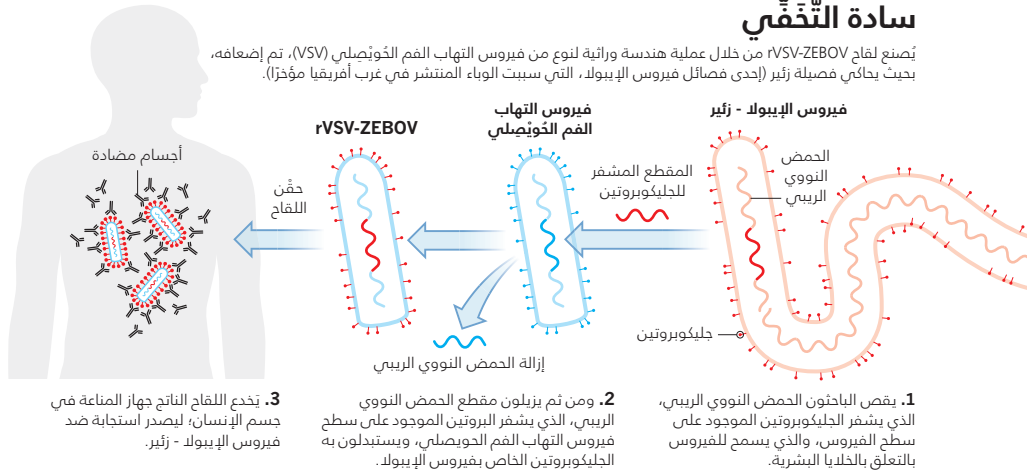 سادة التَّخَفِّي
يُصنع لقاح rVSV-ZEBOV من خلال عملية هندسة وراثية لنوع من فيروس التهاب الفم الحُويْصِلي (VSV)، تم إضعافه،
بحيث يحاكي فصيلة زئير (إحدى فصائل فيروس الإيبولا، التي سببت الوباء المنتشر في غرب أفريقيا مؤخرًا).
فيروس الإيبولا - زئير
فيروس التهاب
الفم الحُويْصِلي
rVSV-ZEBOV
الحمض
النووي
الريبي
المقطع المشفر
للجليكوبروتين
حقْن
اللقاح
أجسام مضادة
جليكوبروتين
إزالة الحمض النووي الريبي
1. يقص الباحثون الحمض النووي الريبي،
الذي يشفر الجليكوبروتين الموجود على
سطح الفيروس، والذي يسمح للفيروس
بالتعلق بالخلايا البشرية.
2. ومن ثم يزيلون مقطع الحمض النووي
الريبي، الذي يشفر البروتين الموجود على سطح
فيروس التهاب الفم الحويصلي، ويستبدلون به
الجليكوبروتين الخاص بفيروس الإيبولا.
3. يَخدع اللقاح الناتج جهاز المناعة في
جسم الإنسان؛ ليصدر استجابة ضد
فيروس الإيبولا - زئير.